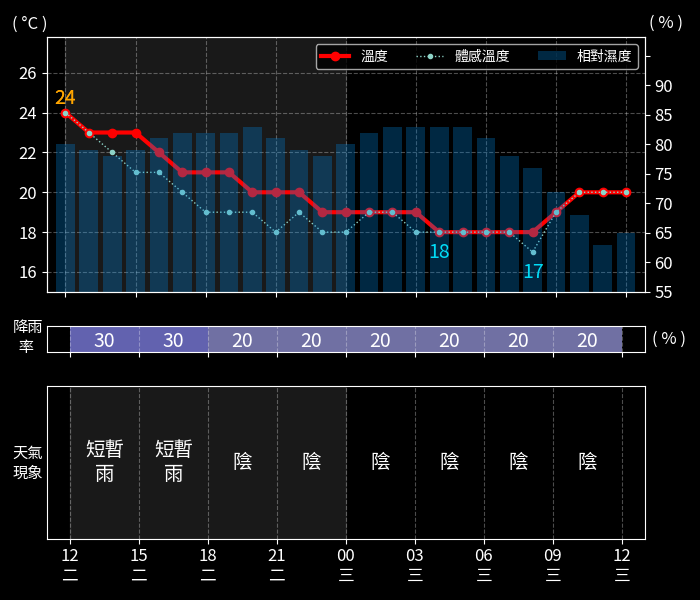 ( °C )
( % )
溫度
體感溫度
相對濕度
26
24
22
20
18
16
90
85
80
75
70
65
60
55
24
18
17
降雨率
30 30 20 20 20 20 20 20
( % )
天氣現象
短暫雨 短暫雨 陰 陰 陰 陰 陰 陰
12 15 18 21 00 03 06 09 12
二 二 二 二 三 三 三 三 三